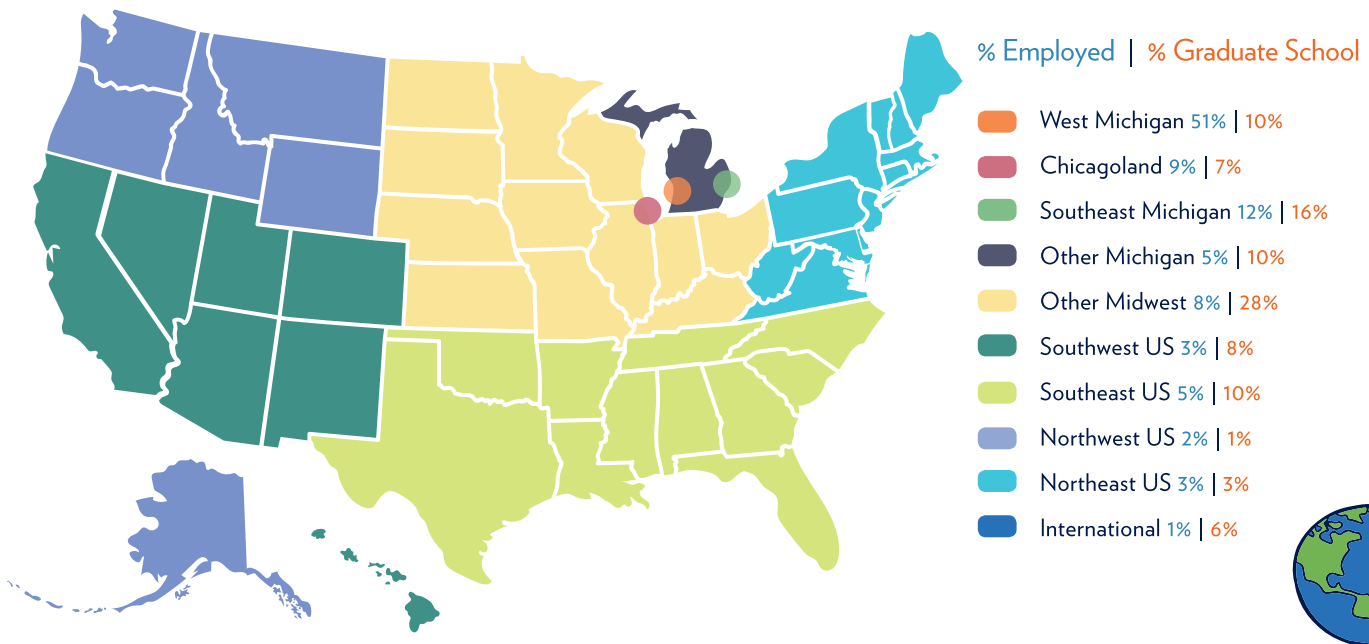 % Employed | % Graduate School
West Michigan 51% | 10%
Chicagoland 9% | 7%
Southeast Michigan 12% | 16%
Other Michigan 5% | 10%
Other Midwest 8% | 28%
Southwest US 3% | 8%
Southeast US 5% | 10%
Northwest US 2% | 1%
Northeast US 3% | 3%
International 1% | 6%